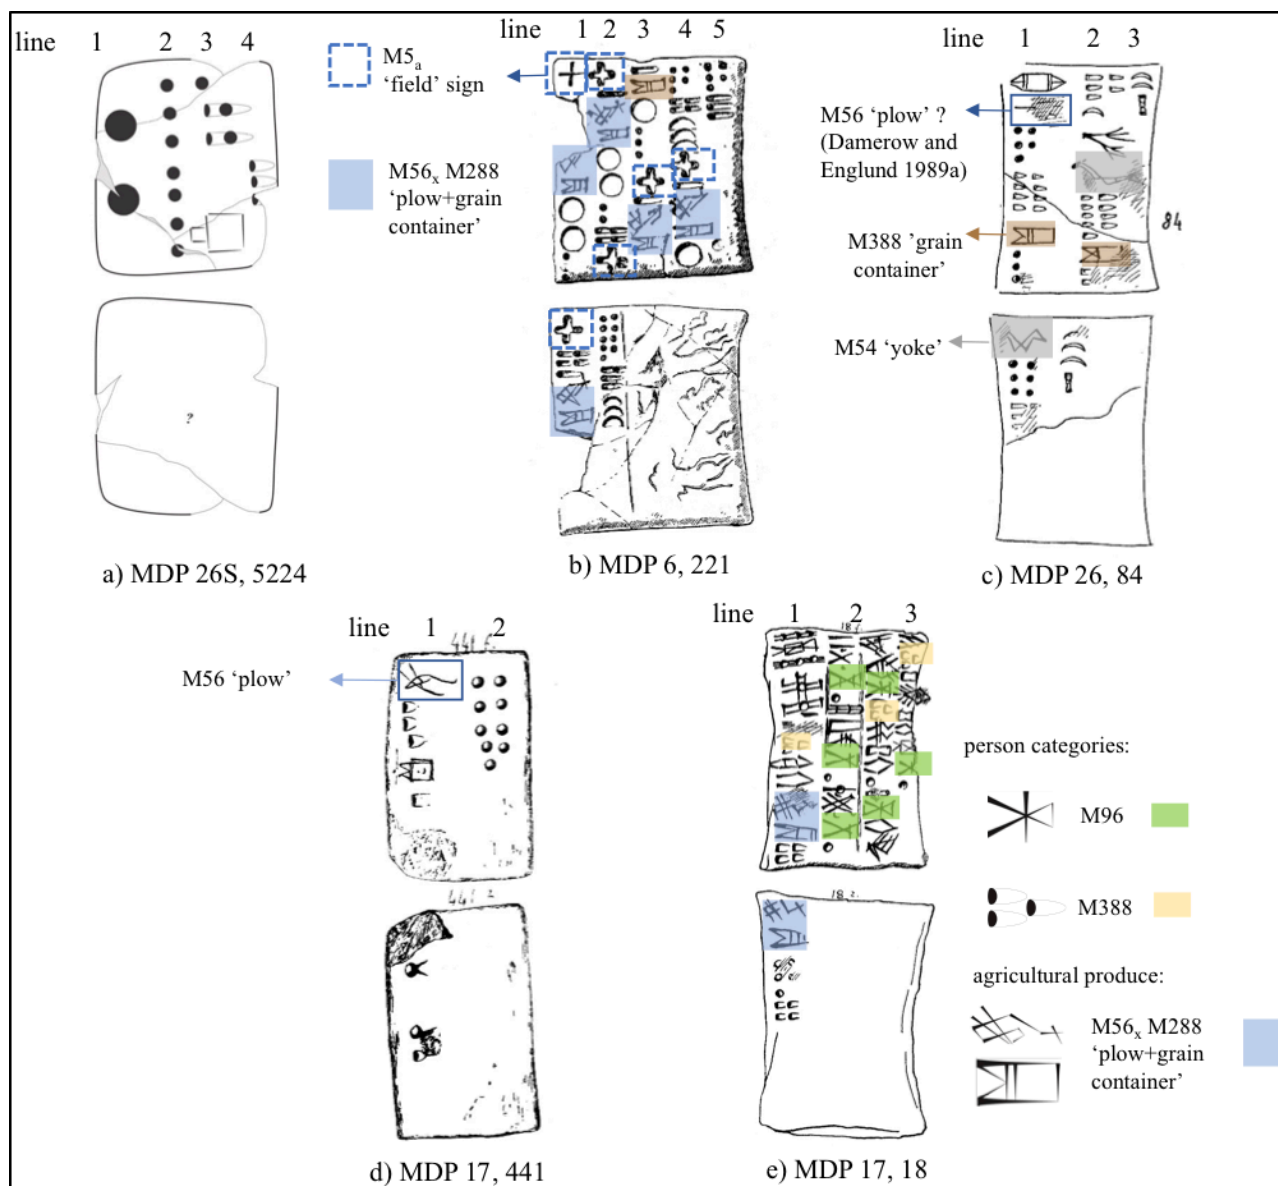 line 1 2 3 4
line 1 2 3 4 5
line 1 2 3
M5a
‘field’ sign
M56x M288
‘plow+grain
container’
M56 ‘plow’ ?
(Damerow and
Englund 1989a)
M388 ’grain
container’
84
M54 ‘yoke’
?
a) MDP 26S, 5224
b) MDP 6, 221
c) MDP 26, 84
line 1 2
line 1 2 3
M56 ‘plow’
person categories:
M96
M388
agricultural produce:
M56x M288
‘plow+grain
container’
d) MDP 17, 441
e) MDP 17, 18